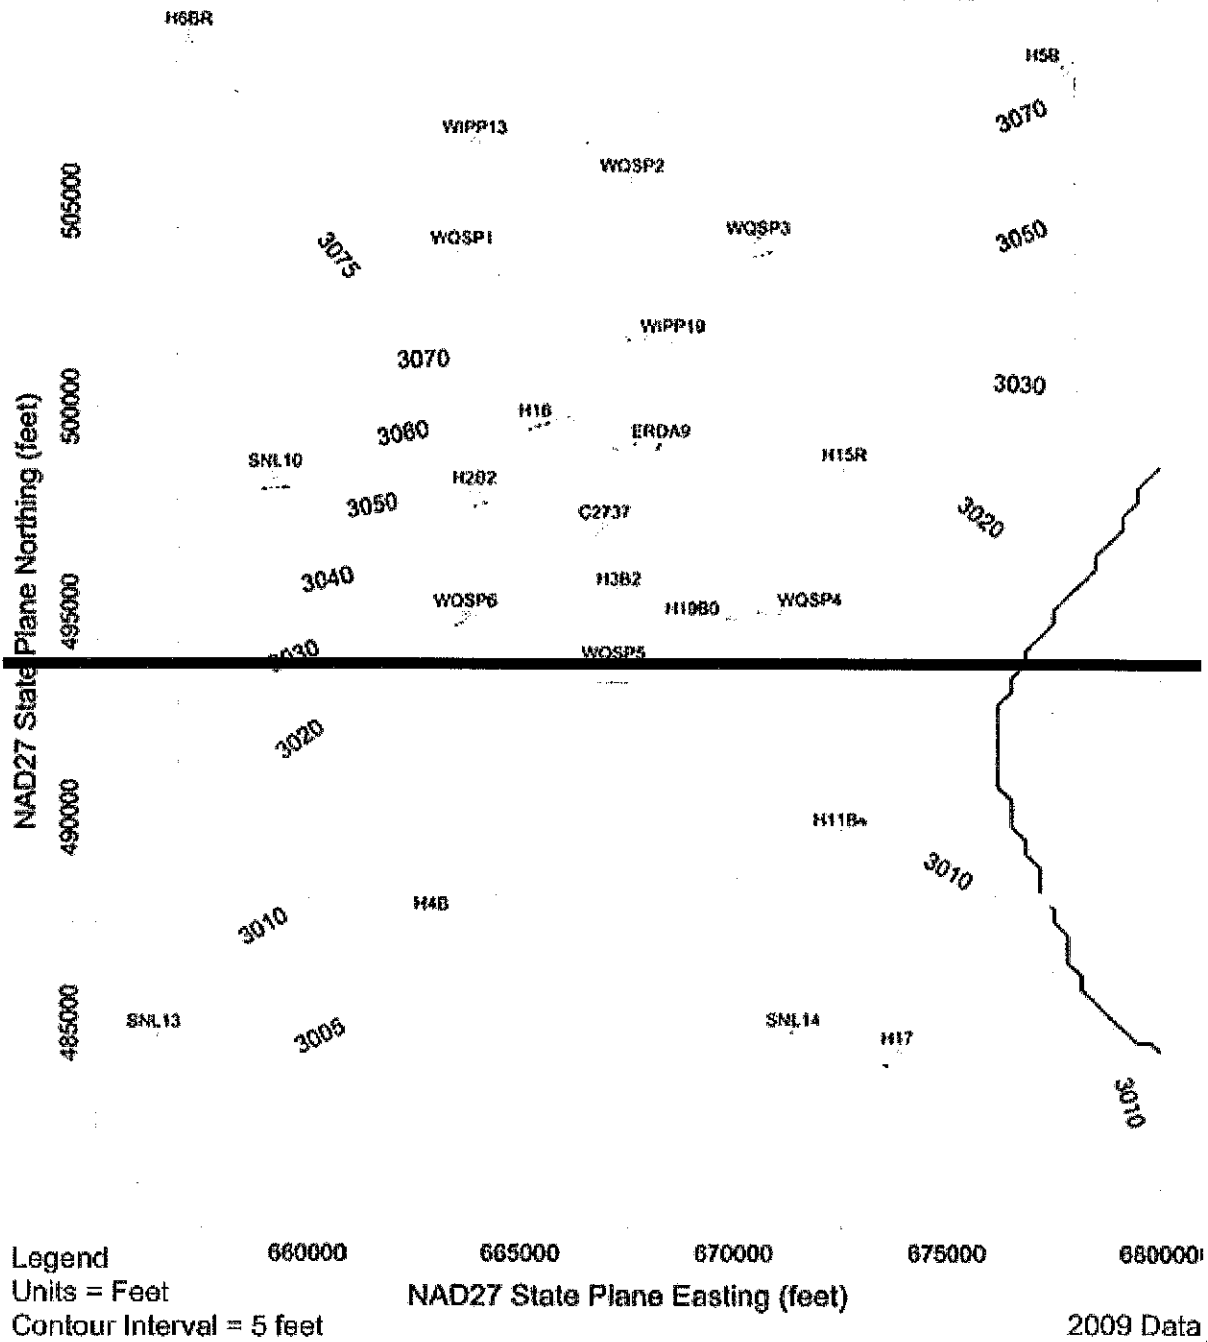 H6BR
H5B
3070
WIPP13
WQSP2
505000
WQSP1
WQSP3
3050
3075
WIPP19
3070
3030
500000
H16
3060
ERDA9
SNL10
H15R
H2B2
3050
C2737
3020
3040
H3B2
WQSP6
H19B0
WQSP4
495000
3030
WQSP5
NAD27 State Plane Northing (feet)
3020
490000
H11B4
3010
H4B
3010
485000
SNL13
3005
SNL14
H17
3010
660000 665000 670000 675000 680000
Legend
Units = Feet
Contour Interval = 5 feet
NAD27 State Plane Easting (feet)
2009 Data